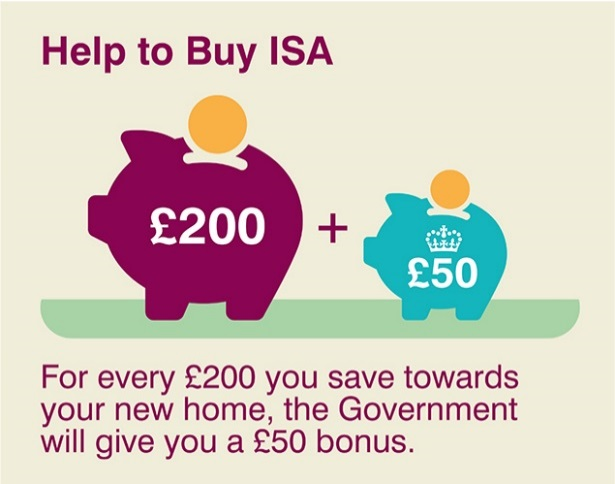 Help to Buy ISA
£200 + £50
For every £200 you save towards
your new home, the Government
will give you a £50 bonus.